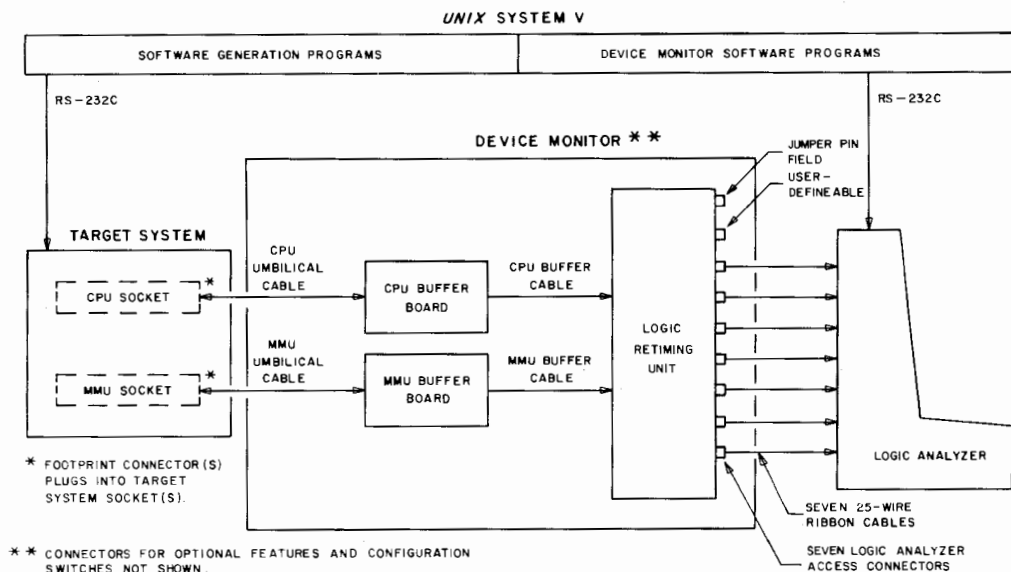 UNIX SYSTEM V
SOFTWARE GENERATION PROGRAMS
DEVICE MONITOR SOFTWARE PROGRAMS
RS-232C
RS-232C
DEVICE MONITOR * *
JUMPER PIN
FIELD
USER-
DEFINEABLE
TARGET SYSTEM
CPU
UMBILICAL
CABLE
CPU SOCKET
*
CPU BUFFER
BOARD
CPU BUFFER
CABLE
LOGIC
RETIMING
UNIT
MMU
UMBILICAL
CABLE
MMU SOCKET
*
MMU BUFFER
BOARD
MMU BUFFER
CABLE
LOGIC ANALYZER
* FOOTPRINT CONNECTOR(S)
PLUGS INTO TARGET
SYSTEM SOCKET(S).
SEVEN 25-WIRE
RIBBON CABLES
SEVEN LOGIC ANALYZER
ACCESS CONNECTORS
* * CONNECTORS FOR OPTIONAL FEATURES AND CONFIGURATION
SWITCHES NOT SHOWN.